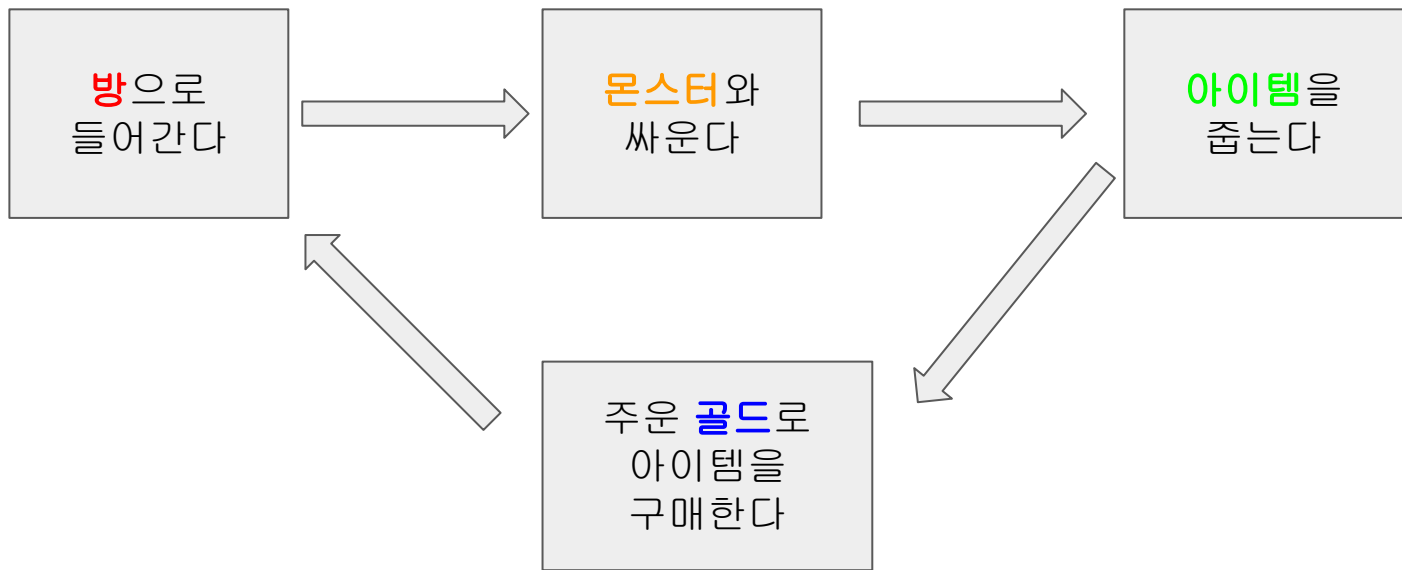 방으로
들어간다
몬스터와
싸운다
아이템을
줍는다
주운 골드로
아이템을
구매한다